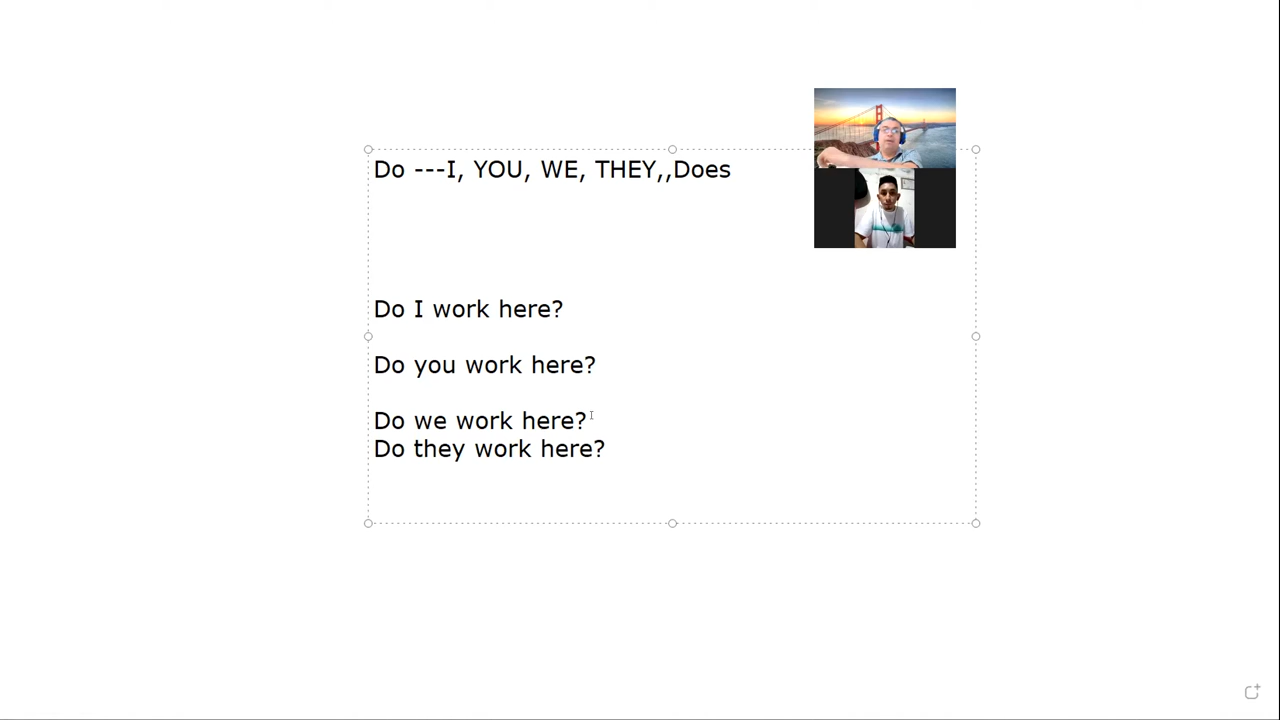 Do ---I, YOU, WE, THEY,,Does
Do I work here?
Do you work here?
Do we work here?
Do they work here?